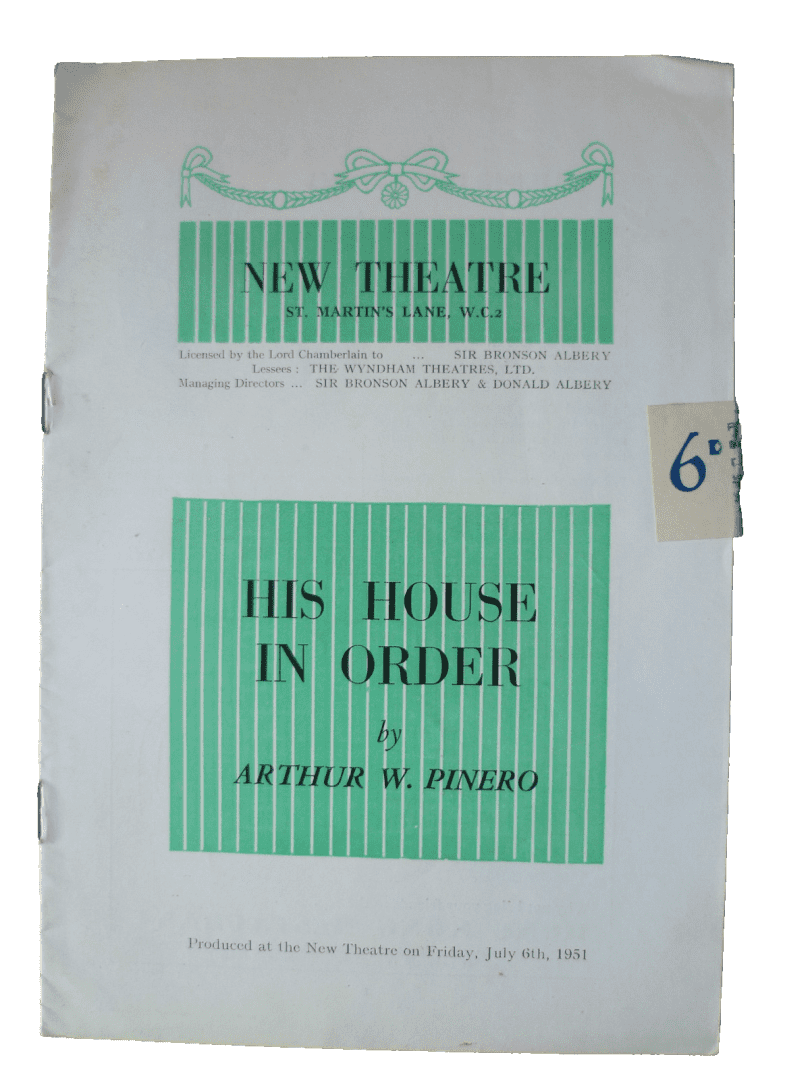 NEW THEATRE
ST. MARTIN'S LANE, W.C.2
Licensed by the Lord Chamberlain to ... SIR BRONSON ALBERY
Lessees : THE WYNDHAM THEATRES, LTD.
Managing Directors ... SIR BRONSON ALBERY & DONALD ALBERY
6D
HIS HOUSE
IN ORDER
by
ARTHUR W. PINERO
Produced at the New Theatre on Friday, July 6th, 1951